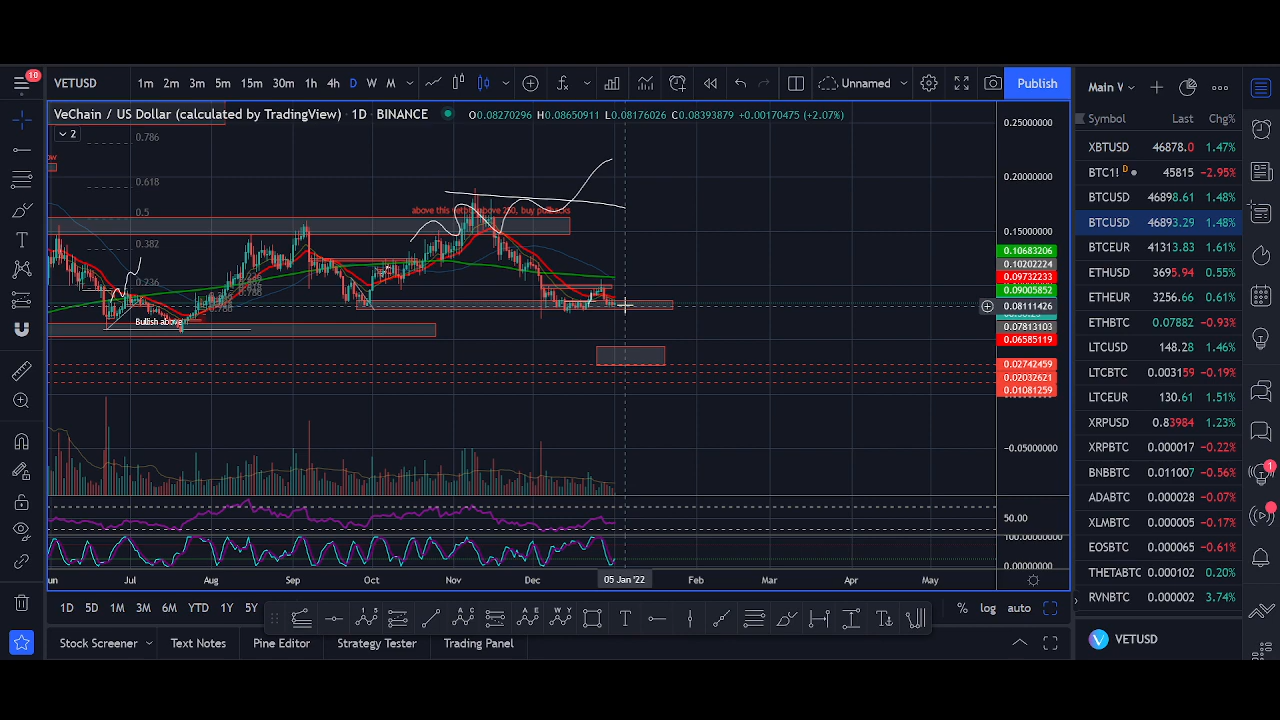 10
VETUSD 1m 2m 3m 5m 15m 30m 1h 4h D W M Unnamed Publish
VeChain / US Dollar (calculated by TradingView) · 1D · BINANCE O0.08270296 H0.08650911 L0.08176026 C0.08393879 +0.00170475 (+2.07%)
2
0.786
0.618
0.5
0.382
0.236
Bullish above
above this
0.25000000
0.20000000
0.15000000
0.10683206
0.10202224
0.09732233
0.09005852
0.08111426
0.07813103
0.06585119
0.02742459
0.02032621
0.01081259
−0.05000000
50.00
100.00000000
0.00000000
Jul Aug Sep Oct Nov Dec 05 Jan '22 Feb Mar Apr May
1D 5D 1M 3M 6M YTD 1Y 5Y % log auto
Stock Screener Text Notes Pine Editor Strategy Tester Trading Panel
Main V
Symbol Last Chg%
XBTUSD 46878.0 1.47%
BTC1! D 45815 −2.95%
BTCUSD 46898.61 1.48%
BTCUSD 46893.29 1.48%
BTCEUR 41313.83 1.61%
ETHUSD 3695.94 0.55%
ETHEUR 3256.66 0.61%
ETHBTC 0.07882 −0.93%
LTCUSD 148.28 1.46%
LTCBTC 0.003159 −0.19%
LTCEUR 130.61 1.51%
XRPUSD 0.83984 1.23%
XRPBTC 0.000017 −0.22%
BNBBTC 0.011007 −0.56%
ADABTC 0.000028 −0.07%
XLMBTC 0.000005 −0.17%
EOSBTC 0.000065 −0.61%
THETABTC 0.000102 0.20%
RVNBTC 0.000002 3.74%
VETUSD
1